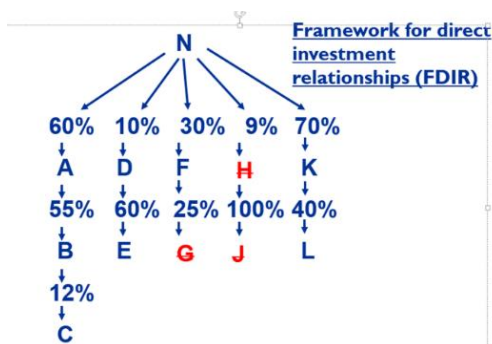 Framework for direct
investment
relationships (FDIR)
N
60% 10% 30% 9% 70%
A D F H K
55% 60% 25% 100% 40%
B E G J L
12%
C